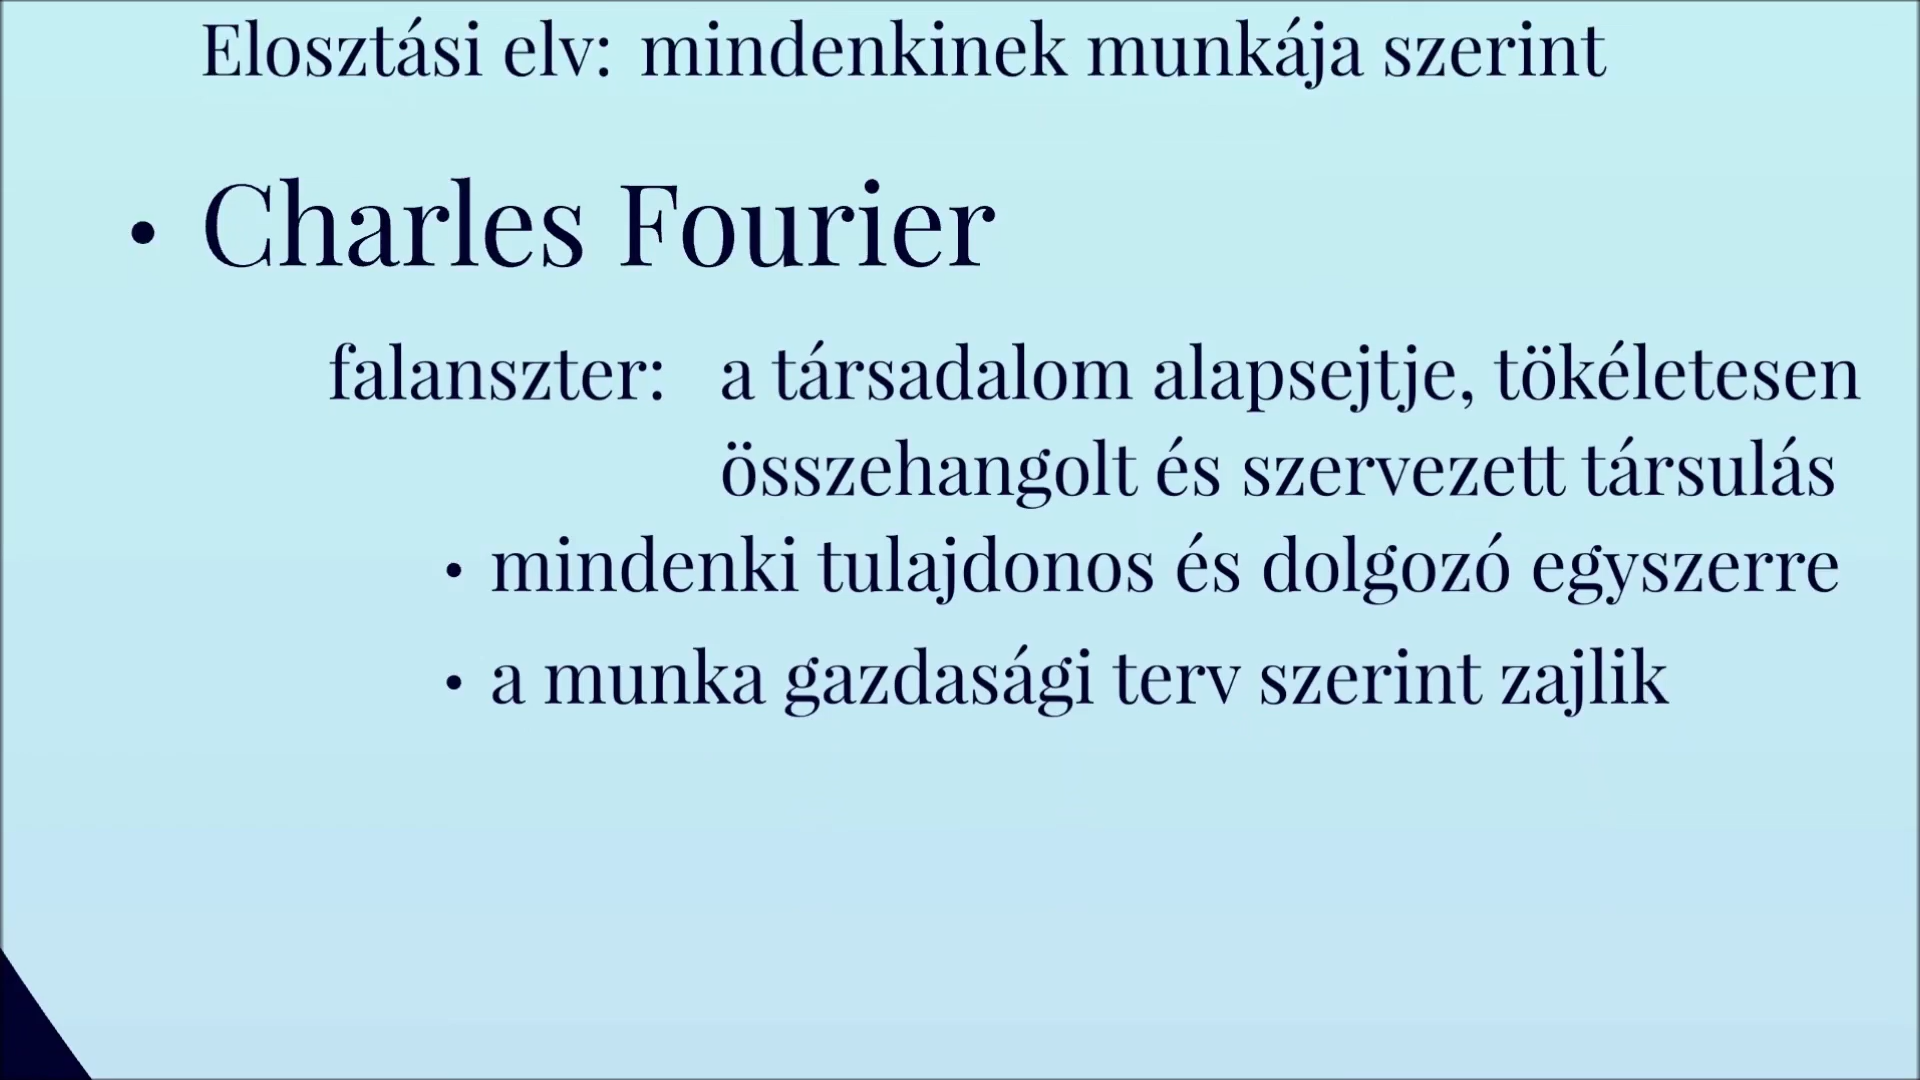 Elosztási elv: mindenkinek munkája szerint
• Charles Fourier
falanszter: a társadalom alapsejtje, tökéletesen
összehangolt és szervezett társulás
• mindenki tulajdonos és dolgozó egyszerre
• a munka gazdasági terv szerint zajlik